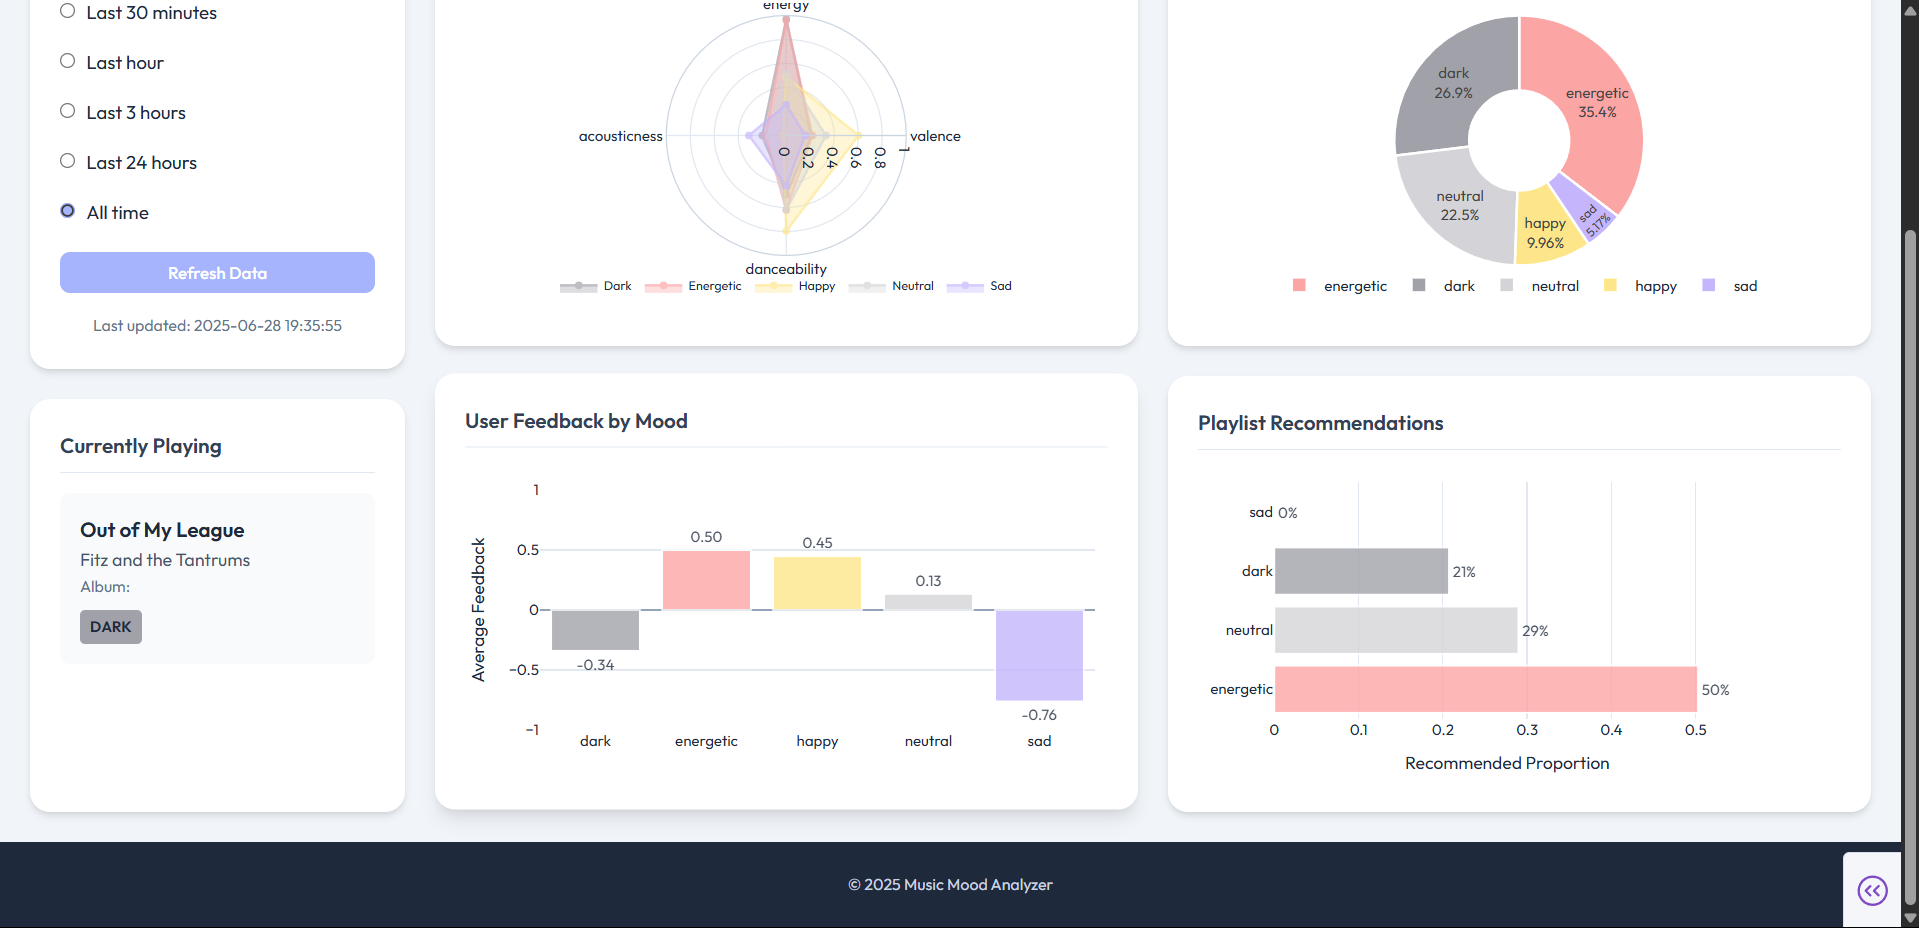 Last 30 minutes
Last hour
Last 3 hours
Last 24 hours
All time
Refresh Data
Last updated: 2025-06-28 19:35:55
Currently Playing
Out of My League
Fitz and the Tantrums
Album:
DARK
energy
acousticness
valence
0
0.2
0.4
0.6
0.8
1
danceability
Dark
Energetic
Happy
Neutral
Sad
dark
26.9%
energetic
35.4%
neutral
22.5%
happy
9.96%
sad
5.17%
energetic
dark
neutral
happy
sad
User Feedback by Mood
Average Feedback
1
0.5
0
−0.5
−1
0.50
0.45
0.13
-0.34
-0.76
dark
energetic
happy
neutral
sad
Playlist Recommendations
sad 0%
dark 21%
neutral 29%
energetic 50%
0 0.1 0.2 0.3 0.4 0.5
Recommended Proportion
© 2025 Music Mood Analyzer